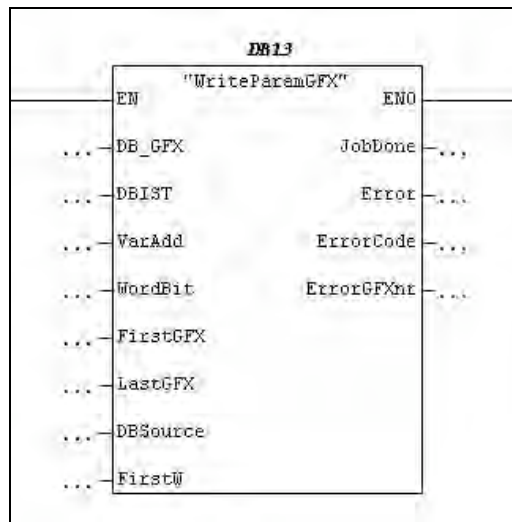 DB13
"WriteParamGFX"
EN ENO
... DB_GFX JobDone ...
... DBIST Error ...
... VarAdd ErrorCode ...
... WordBit ErrorGFXnr ...
... FirstGFX
... LastGFX
... DBSource
... FirstW